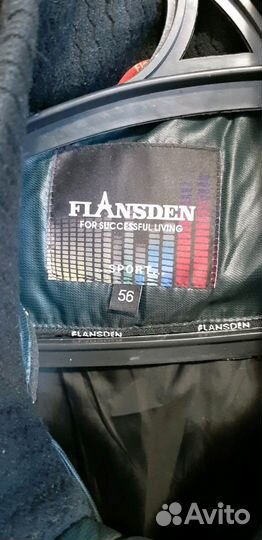 FLANSDEN
FOR SUCCESSFUL LIVING
SPORT
56
FLANSDEN FLANSDEN
Avito